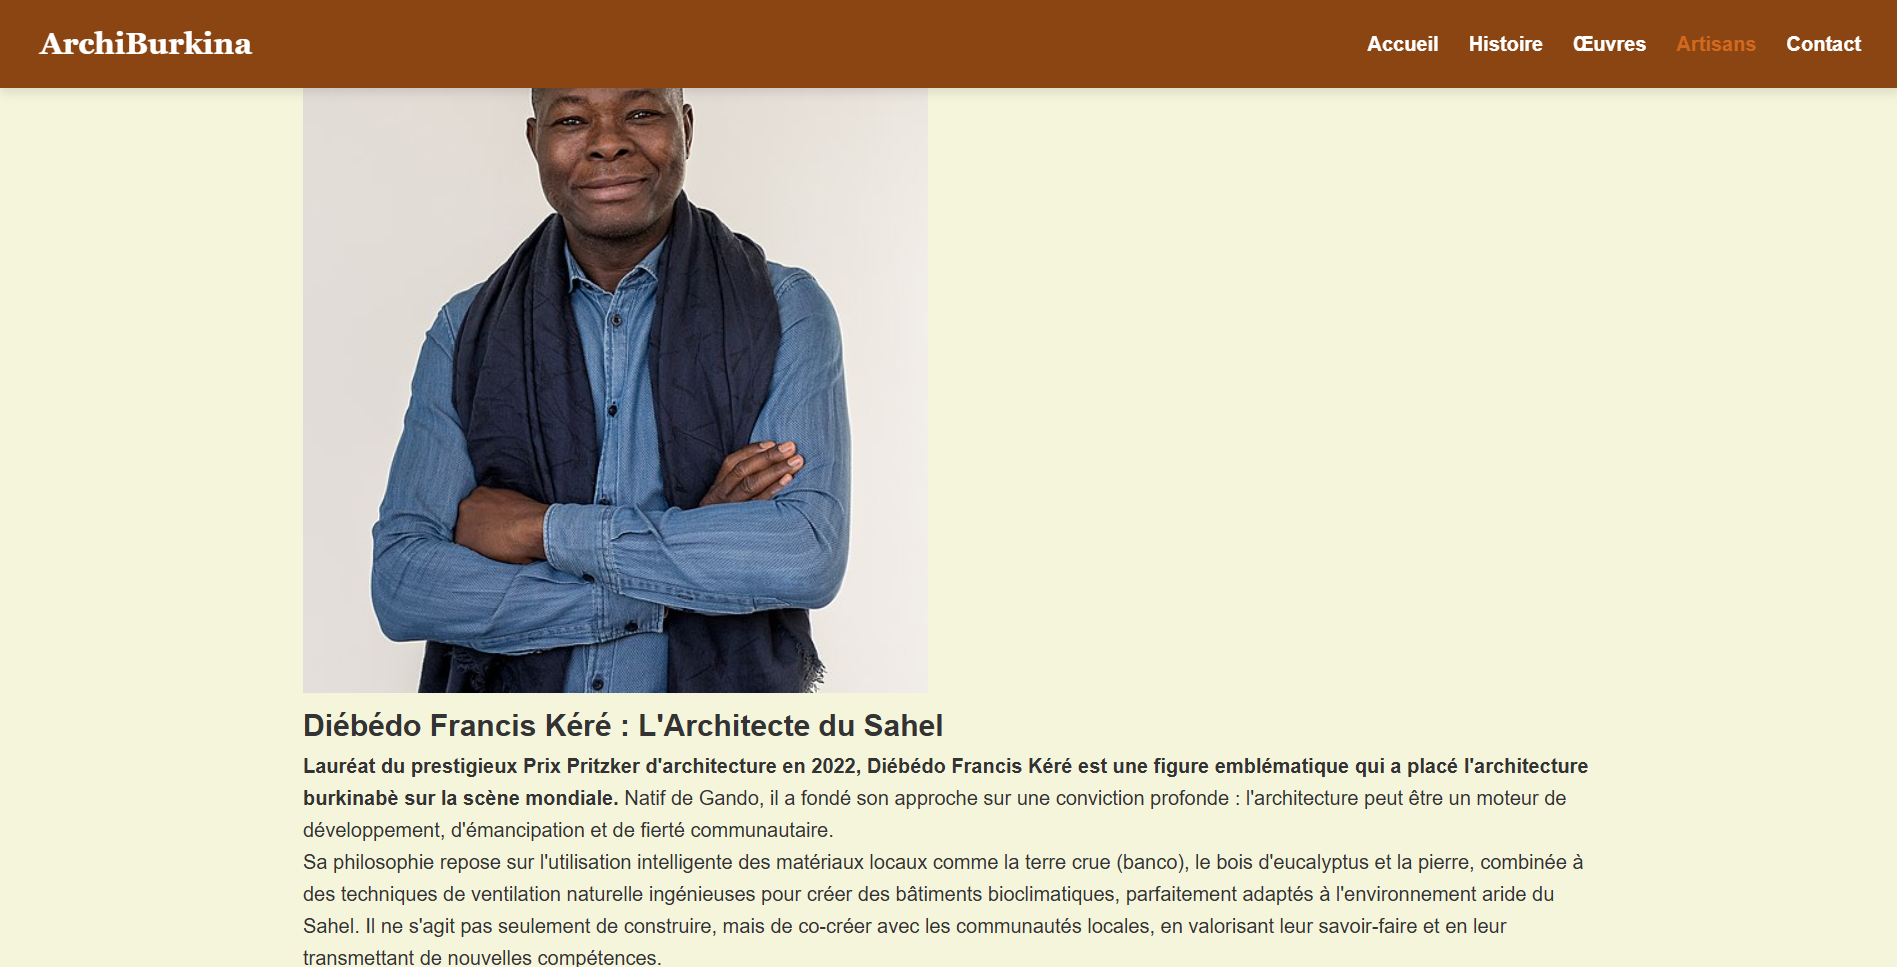 ArchiBurkina
Accueil Histoire Œuvres Artisans Contact
Diébédo Francis Kéré : L'Architecte du Sahel
Lauréat du prestigieux Prix Pritzker d'architecture en 2022, Diébédo Francis Kéré est une figure emblématique qui a placé l'architecture
burkinabè sur la scène mondiale. Natif de Gando, il a fondé son approche sur une conviction profonde : l'architecture peut être un moteur de
développement, d'émancipation et de fierté communautaire.
Sa philosophie repose sur l'utilisation intelligente des matériaux locaux comme la terre crue (banco), le bois d'eucalyptus et la pierre, combinée à
des techniques de ventilation naturelle ingénieuses pour créer des bâtiments bioclimatiques, parfaitement adaptés à l'environnement aride du
Sahel. Il ne s'agit pas seulement de construire, mais de co-créer avec les communautés locales, en valorisant leur savoir-faire et en leur
transmettant de nouvelles compétences.